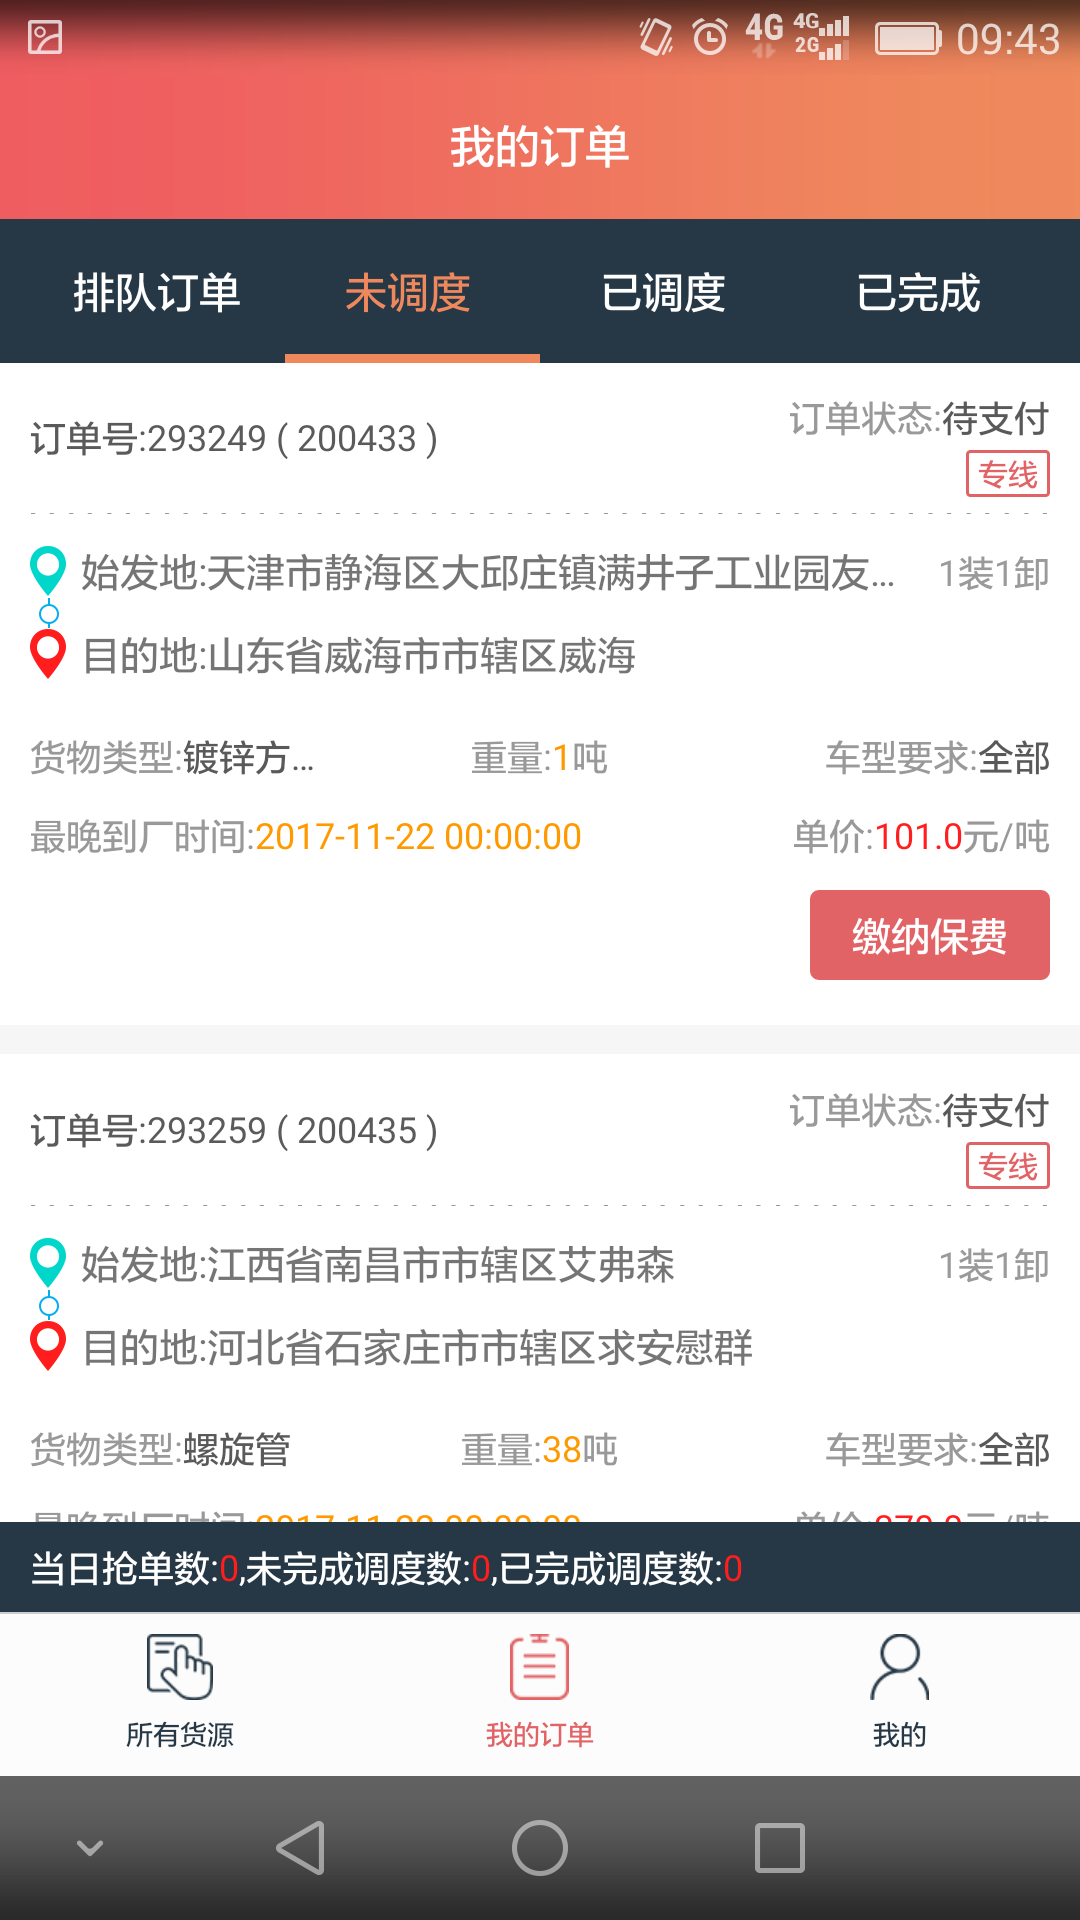 4G 4G 2G 09:43
我的订单
排队订单 未调度 已调度 已完成
订单状态:待支付
订单号:293249 ( 200433 )
专线
始发地:天津市静海区大邱庄镇满井子工业园友... 1装1卸
目的地:山东省威海市市辖区威海
货物类型:镀锌方... 重量:1吨 车型要求:全部
最晚到厂时间:2017-11-22 00:00:00 单价:101.0元/吨
缴纳保费
订单状态:待支付
订单号:293259 ( 200435 )
专线
始发地:江西省南昌市市辖区艾弗森 1装1卸
目的地:河北省石家庄市市辖区求安慰群
货物类型:螺旋管 重量:38吨 车型要求:全部
当日抢单数:0,未完成调度数:0,已完成调度数:0
所有货源 我的订单 我的